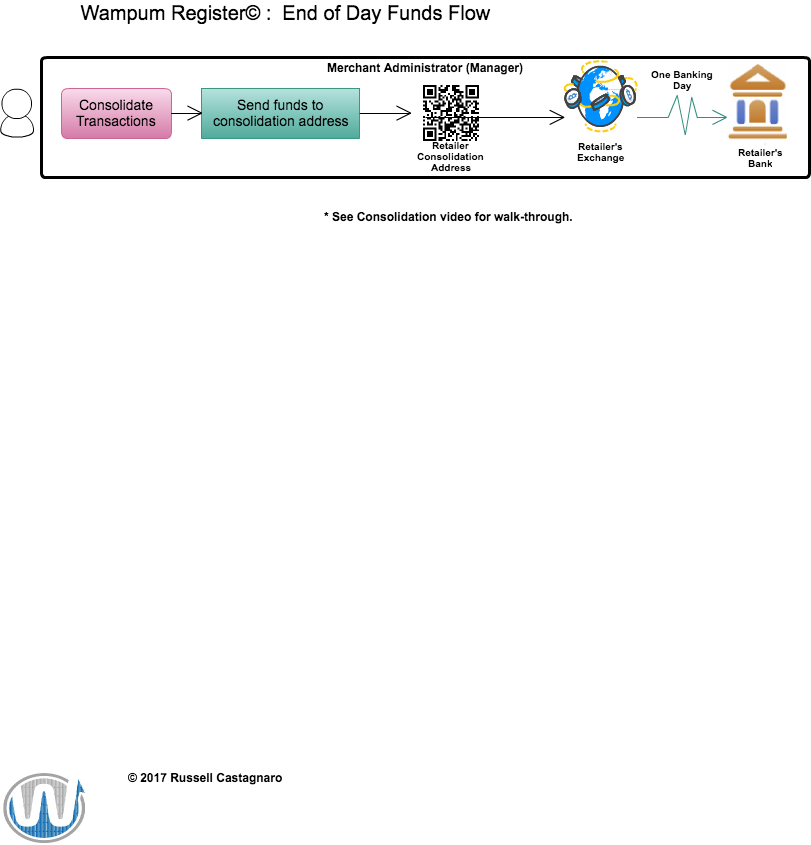 Wampum Register© :  End of Day Funds Flow
Merchant Administrator (Manager)
Consolidate
Transactions
Send funds to
consolidation address
Retailer
Consolidation
Address
Retailer's
Exchange
One Banking
Day
Retailer's
Bank
* See Consolidation video for walk-through.
© 2017 Russell Castagnaro